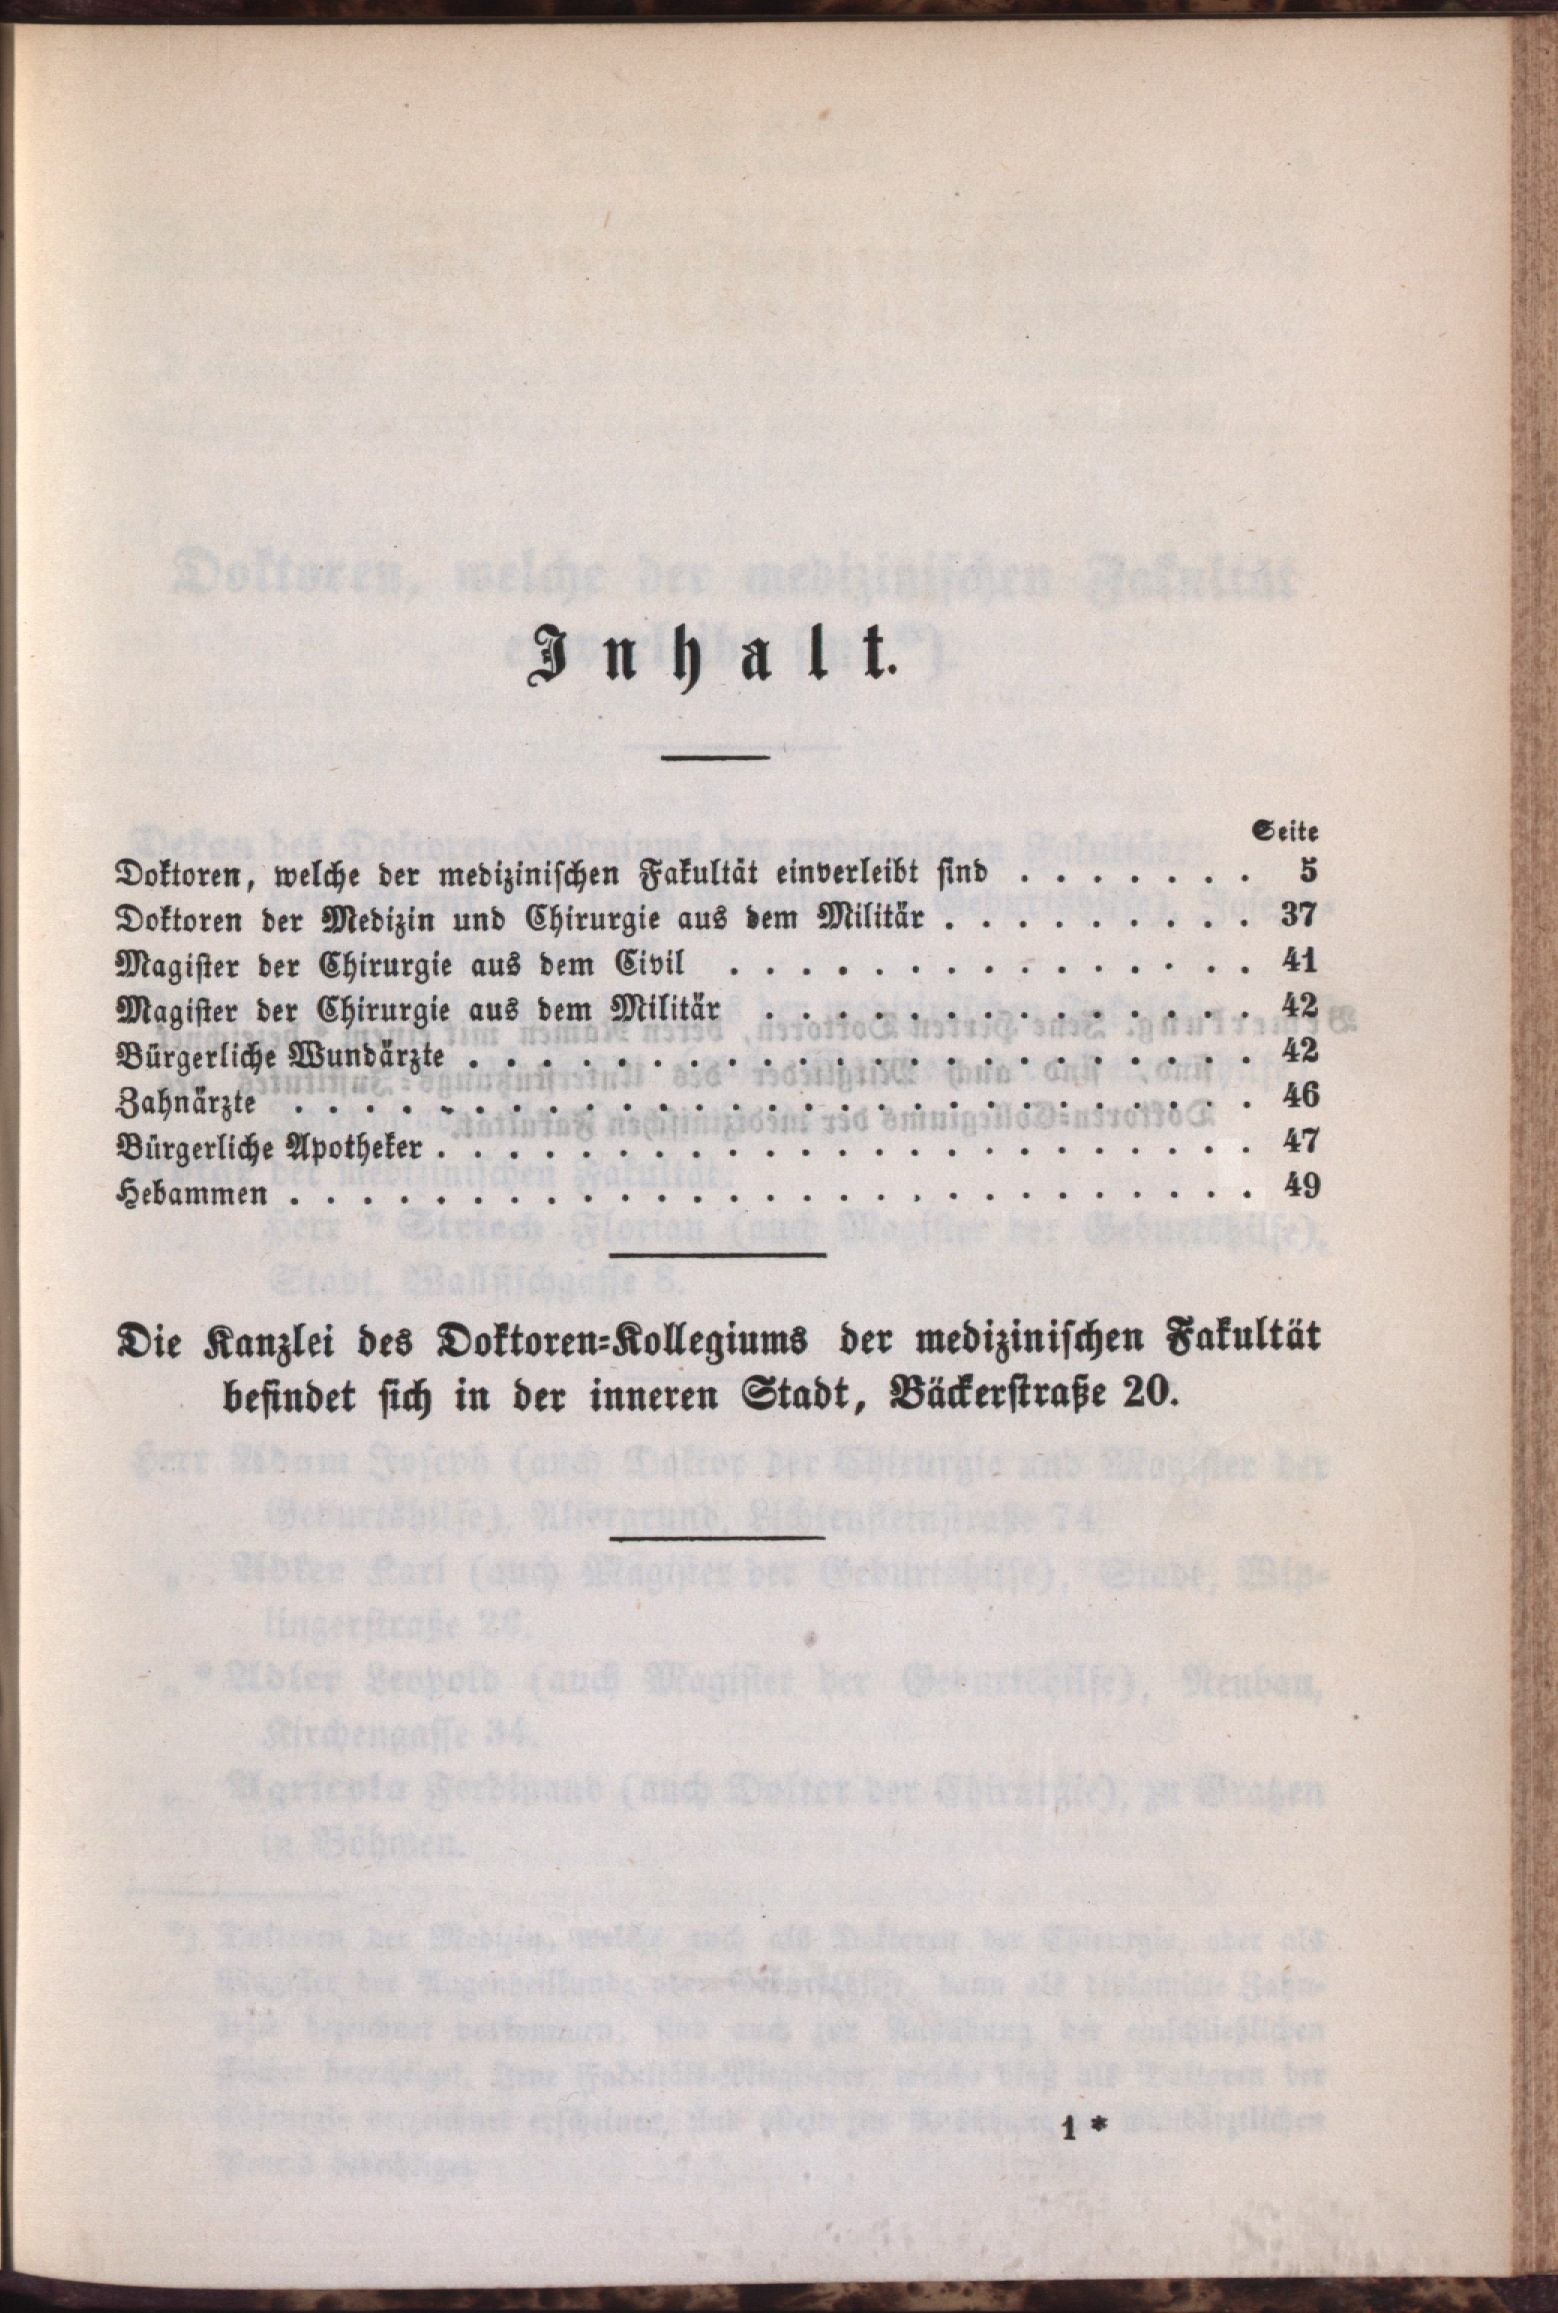 Inhalt.
Seite
Doktoren, welche der medizinischen Fakultät einverleibt sind . . . . . . . 5
Doktoren der Medizin und Chirurgie aus dem Militär . . . . . . . . . 37
Magister der Chirurgie aus dem Civil . . . . . . . . . . . . . . . 41
Magister der Chirurgie aus dem Militär . . . . . . . . . . . . . . 42
Bürgerliche Wundärzte . . . . . . . . . . . . . . . . . . . . . . 42
Zahnärzte . . . . . . . . . . . . . . . . . . . . . . . . . . . 46
Bürgerliche Apotheker . . . . . . . . . . . . . . . . . . . . . . . 47
Hebammen . . . . . . . . . . . . . . . . . . . . . . . . . . . 49
Die Kanzlei des Doktoren-Kollegiums der medizinischen Fakultät
befindet sich in der inneren Stadt, Bäckerstraße 20.
1 *